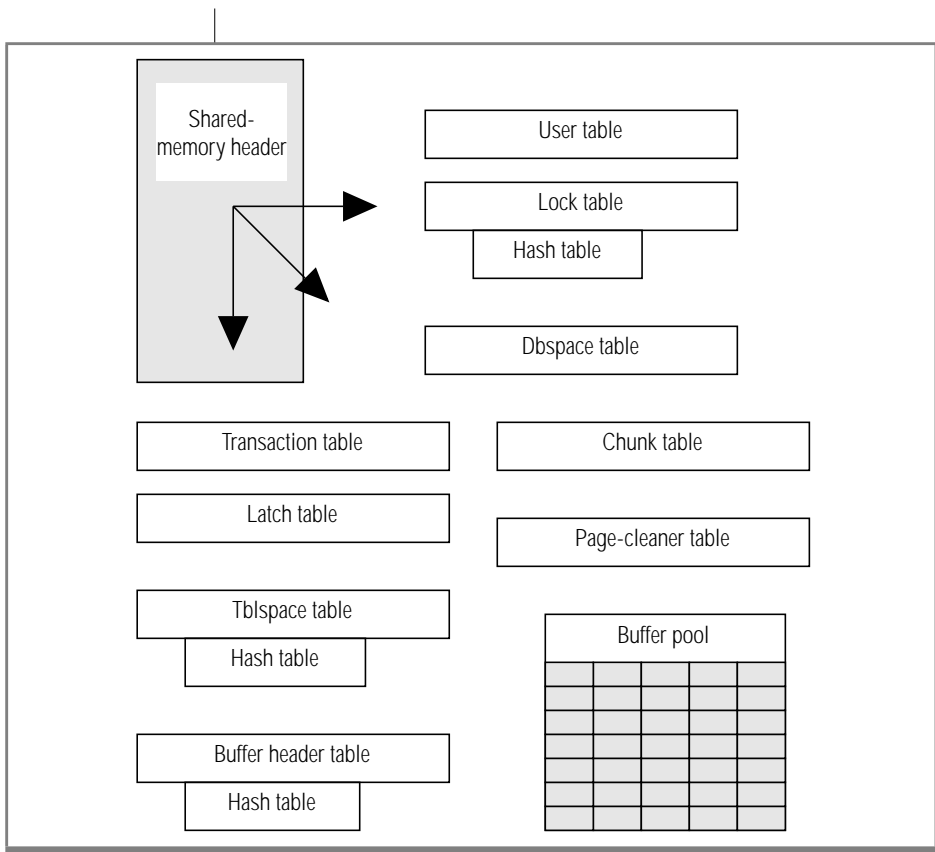 Shared-
memory header
User table
Lock table
Hash table
Dbspace table
Transaction table
Chunk table
Latch table
Page-cleaner table
Tblspace table
Hash table
Buffer pool
Buffer header table
Hash table